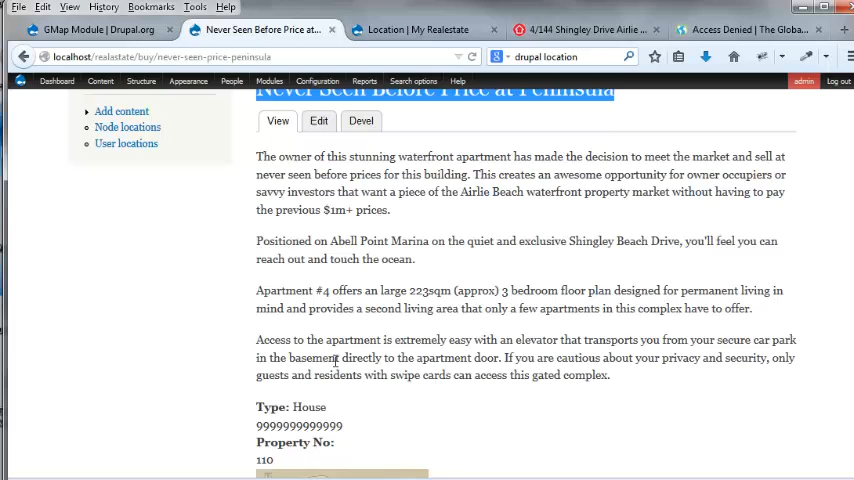 File Edit View History Bookmarks Tools Help
GMap Module | Drupal.org × Never Seen Before Price at... × Location | My Realestate × 4/144 Shingley Drive Airlie ... × Access Denied | The Globa... ×
localhost/realastate/buy/never-seen-price-peninsula drupal location
Dashboard Content Structure Appearance People Modules Configuration Reports Search options Help admin Log out
Never Seen Before Price at Peninsula
Add content
Node locations
User locations
View Edit Devel
The owner of this stunning waterfront apartment has made the decision to meet the market and sell at
never seen before prices for this building. This creates an awesome opportunity for owner occupiers or
savvy investors that want a piece of the Airlie Beach waterfront property market without having to pay
the previous $1m+ prices.
Positioned on Abell Point Marina on the quiet and exclusive Shingley Beach Drive, you'll feel you can
reach out and touch the ocean.
Apartment #4 offers an large 223sqm (approx) 3 bedroom floor plan designed for permanent living in
mind and provides a second living area that only a few apartments in this complex have to offer.
Access to the apartment is extremely easy with an elevator that transports you from your secure car park
in the basement directly to the apartment door. If you are cautious about your privacy and security, only
guests and residents with swipe cards can access this gated complex.
Type: House
9999999999999
Property No:
110